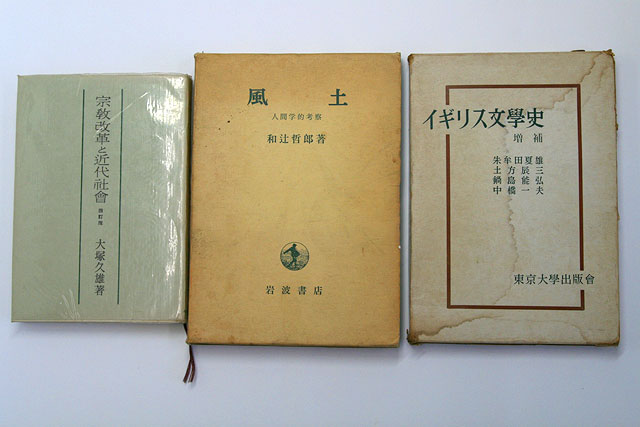 宗教改革と近代社會
大塚久雄著
風土
人間学的考察
和辻哲郎著
岩波書店
イギリス文學史
増補
朱牟田夏雄
土方辰三
鍋島能弘
中橋一夫
東京大學出版會